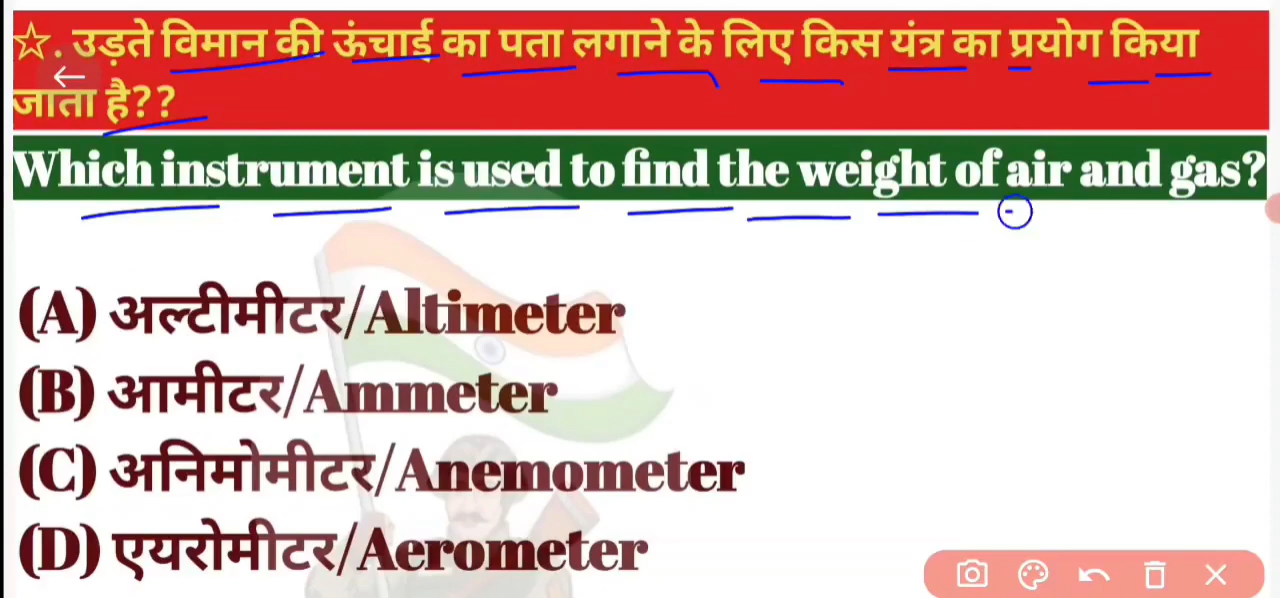 ☆. उड़ते विमान की ऊंचाई का पता लगाने के लिए किस यंत्र का प्रयोग किया
जाता है??
Which instrument is used to find the weight of air and gas?
(A) अल्टीमीटर/Altimeter
(B) आमीटर/Ammeter
(C) अनिमोमीटर/Anemometer
(D) एयरोमीटर/Aerometer